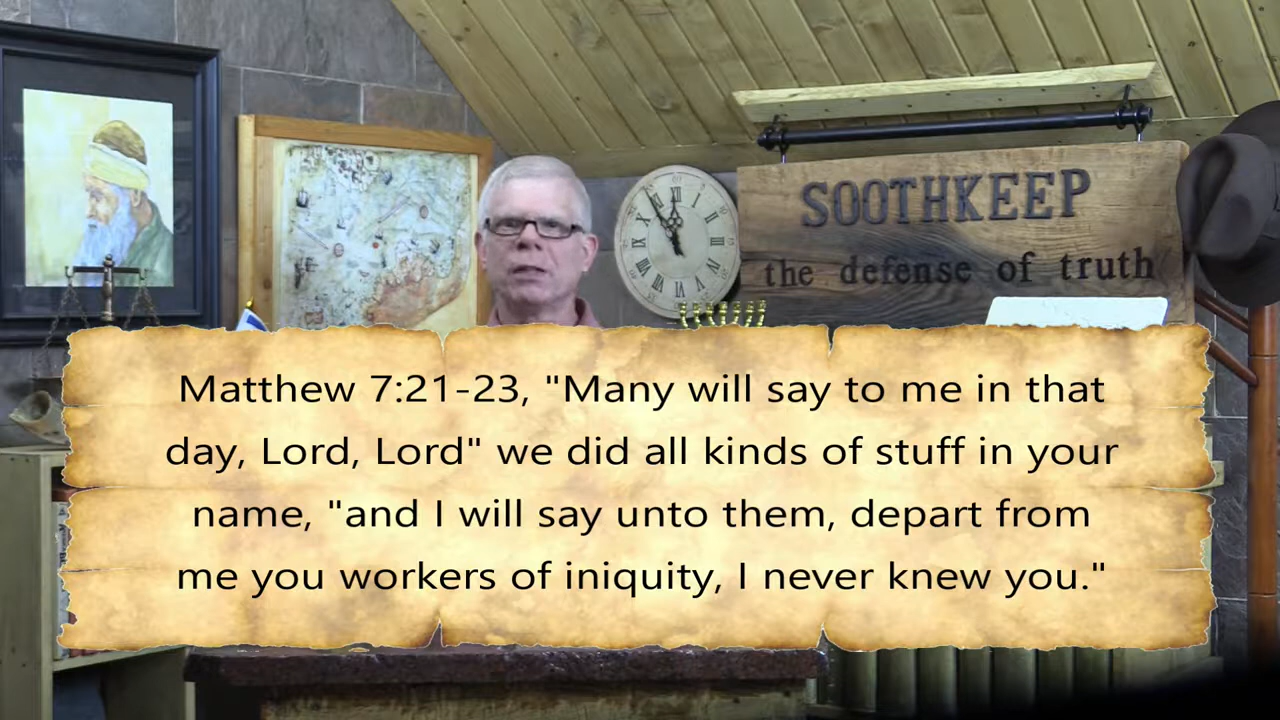 SOOTHKEEP
the defense of truth
Matthew 7:21-23, "Many will say to me in that
day, Lord, Lord" we did all kinds of stuff in your
name, "and I will say unto them, depart from
me you workers of iniquity, I never knew you."